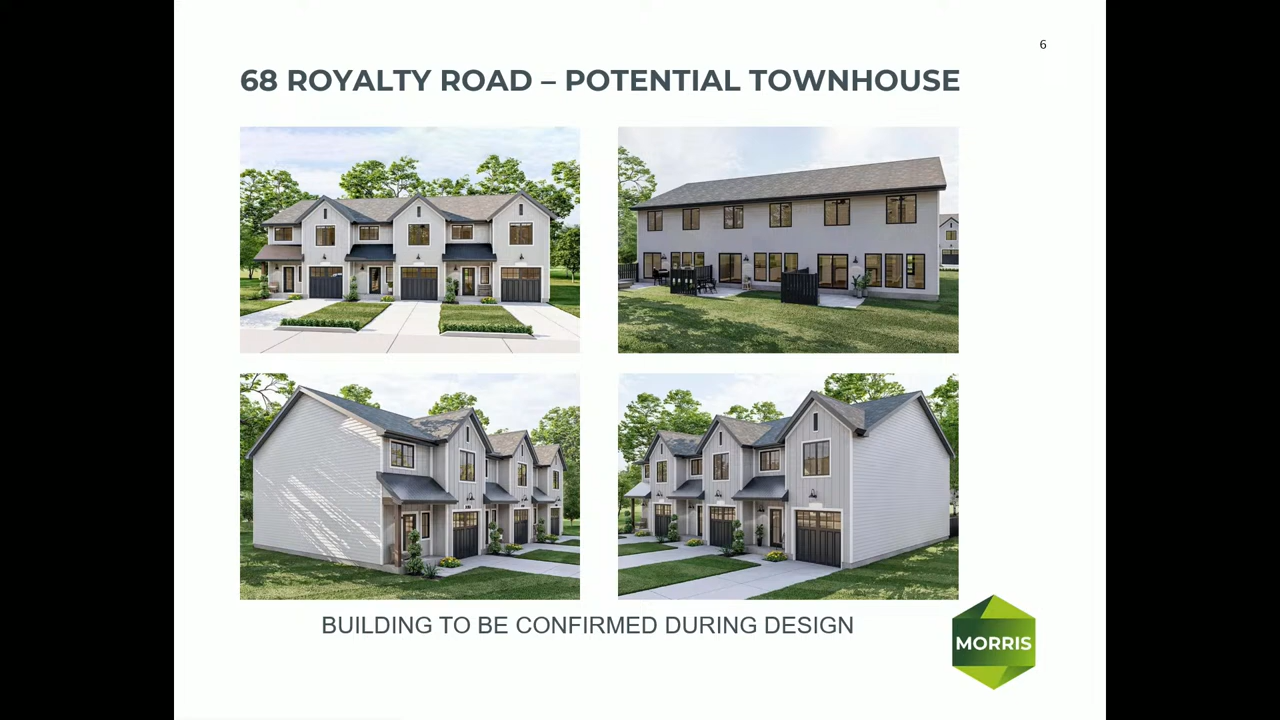 6
68 ROYALTY ROAD – POTENTIAL TOWNHOUSE
BUILDING TO BE CONFIRMED DURING DESIGN
MORRIS